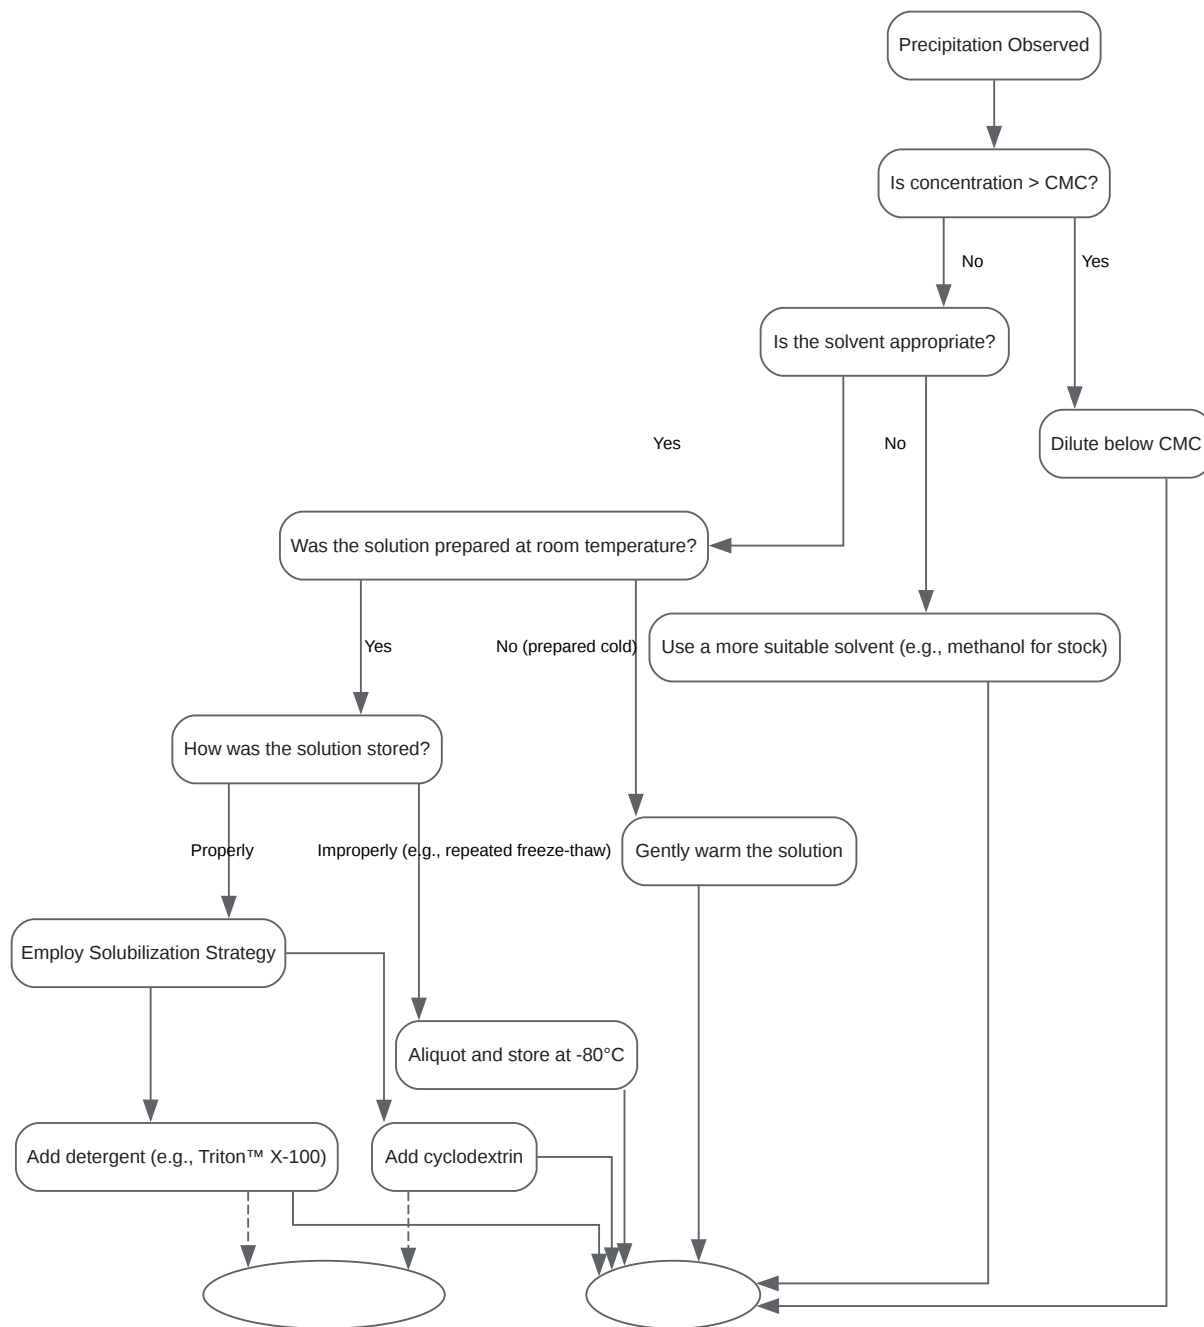 Precipitation Observed
Is concentration > CMC?
No
Yes
Is the solvent appropriate?
Yes
No
Dilute below CMC
Was the solution prepared at room temperature?
Yes
No (prepared cold)
Use a more suitable solvent (e.g., methanol for stock)
How was the solution stored?
Properly
Improperly (e.g., repeated freeze-thaw)
Gently warm the solution
Employ Solubilization Strategy
Aliquot and store at -80°C
Add detergent (e.g., Triton™ X-100)
Add cyclodextrin